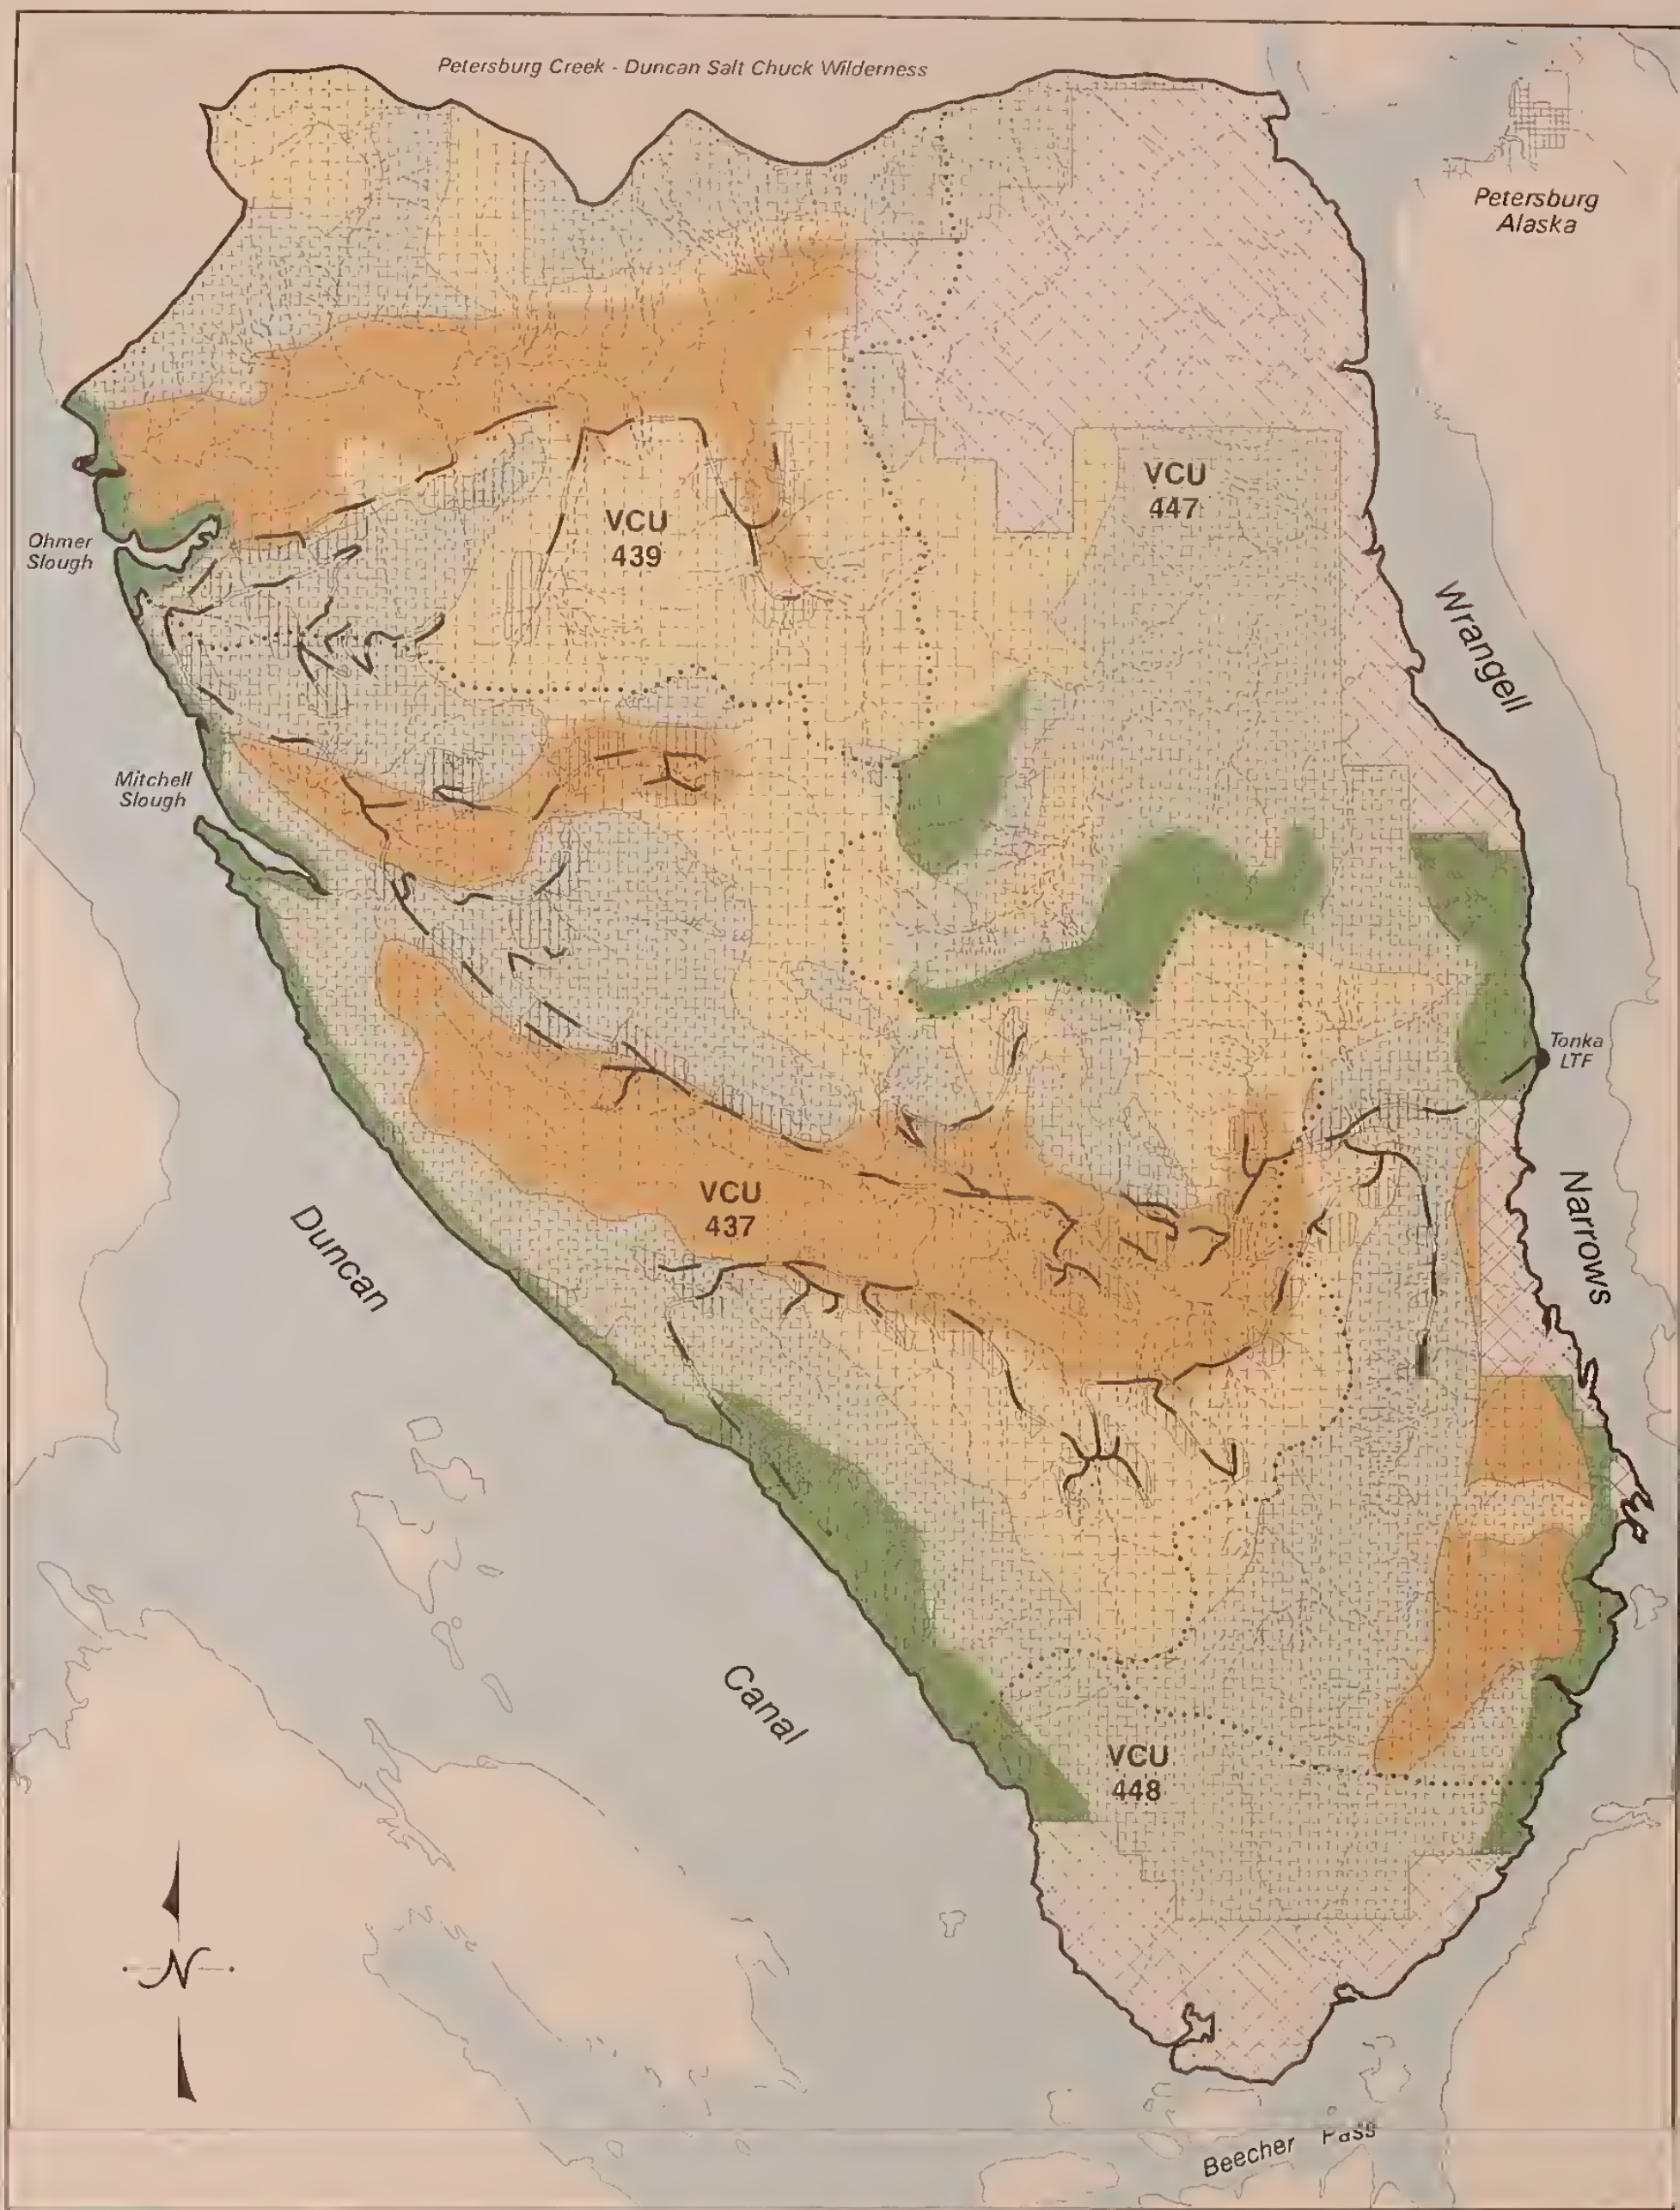 Petersburg Creek - Duncan Salt Chuck Wilderness
Petersburg
Alaska
VCU
447
VCU
439
Ohmer
Slough
Wrangell
Mitchell
Slough
Tonka
LTF
VCU
437
Duncan
Narrows
Canal
VCU
448
N
Beecher Pass